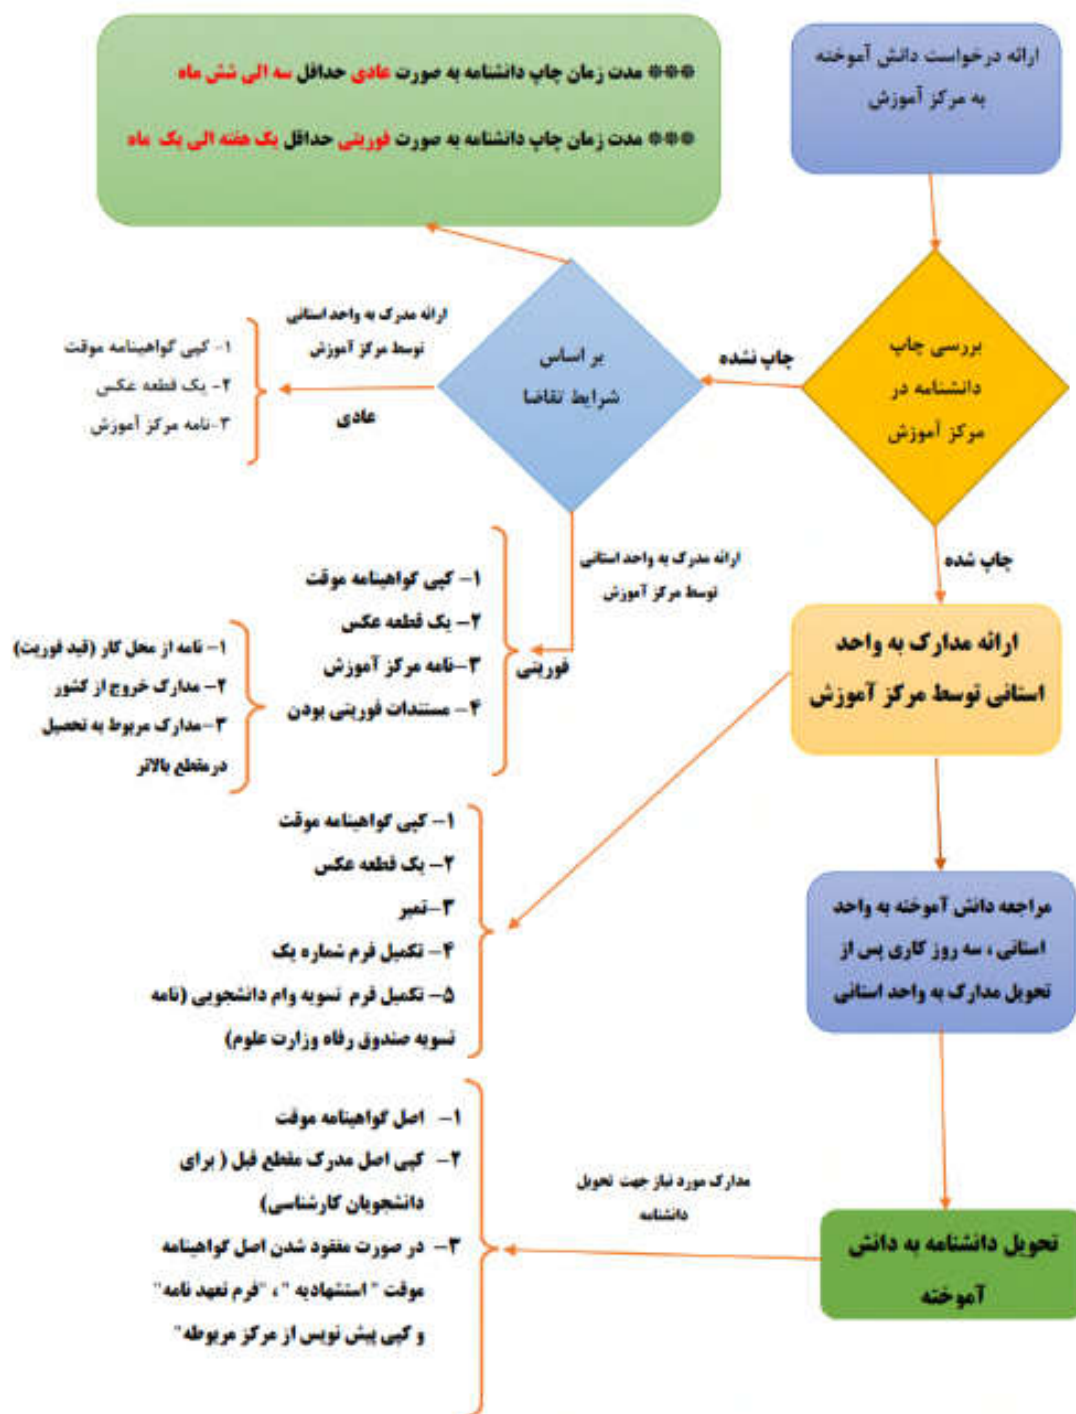 ارائه درخواست دانش آموخته
به مرکز آموزش
*** مدت زمان چاپ دانشنامه به صورت عادی حداقل سه الی شش ماه
*** مدت زمان چاپ دانشنامه به صورت فوریتی حداقل یک هفته الی یک ماه
بررسی چاپ
دانشنامه در
مرکز آموزش
چاپ نشده
بر اساس
شرایط تقاضا
ارائه مدرک به واحد استانی
توسط مرکز آموزش
عادی
۱- کپی گواهینامه موقت
۲- یک قطعه عکس
۳-نامه مرکز آموزش
چاپ شده
ارائه مدرک به واحد استانی
توسط مرکز آموزش
فوریتی
۱- کپی گواهینامه موقت
۲- یک قطعه عکس
۳-نامه مرکز آموزش
۴- مستندات فوریتی بودن
۱- نامه از محل کار (قید فوریت)
۲- مدارک خروج از کشور
۳-مدارک مربوط به تحصیل
درمقطع بالاتر
ارائه مدارک به واحد
استانی توسط مرکز آموزش
۱- کپی گواهینامه موقت
۲- یک قطعه عکس
۳-تمبر
۴- تکمیل فرم شماره یک
۵- تکمیل فرم تسویه وام دانشجویی (نامه
تسویه صندوق رفاه وزارت علوم)
مراجعه دانش آموخته به واحد
استانی ، سه روز کاری پس از
تحویل مدارک به واحد استانی
تحویل دانشنامه به دانش
آموخته
مدارک مورد نیاز جهت تحویل
دانشنامه
۱- اصل گواهینامه موقت
۲- کپی اصل مدرک مقطع قبل ( برای
دانشجویان کارشناسی)
۳- در صورت مفقود شدن اصل گواهینامه
موقت " استشهادیه " ، "فرم تعهد نامه"
و کپی پیش نویس از مرکز مربوطه"